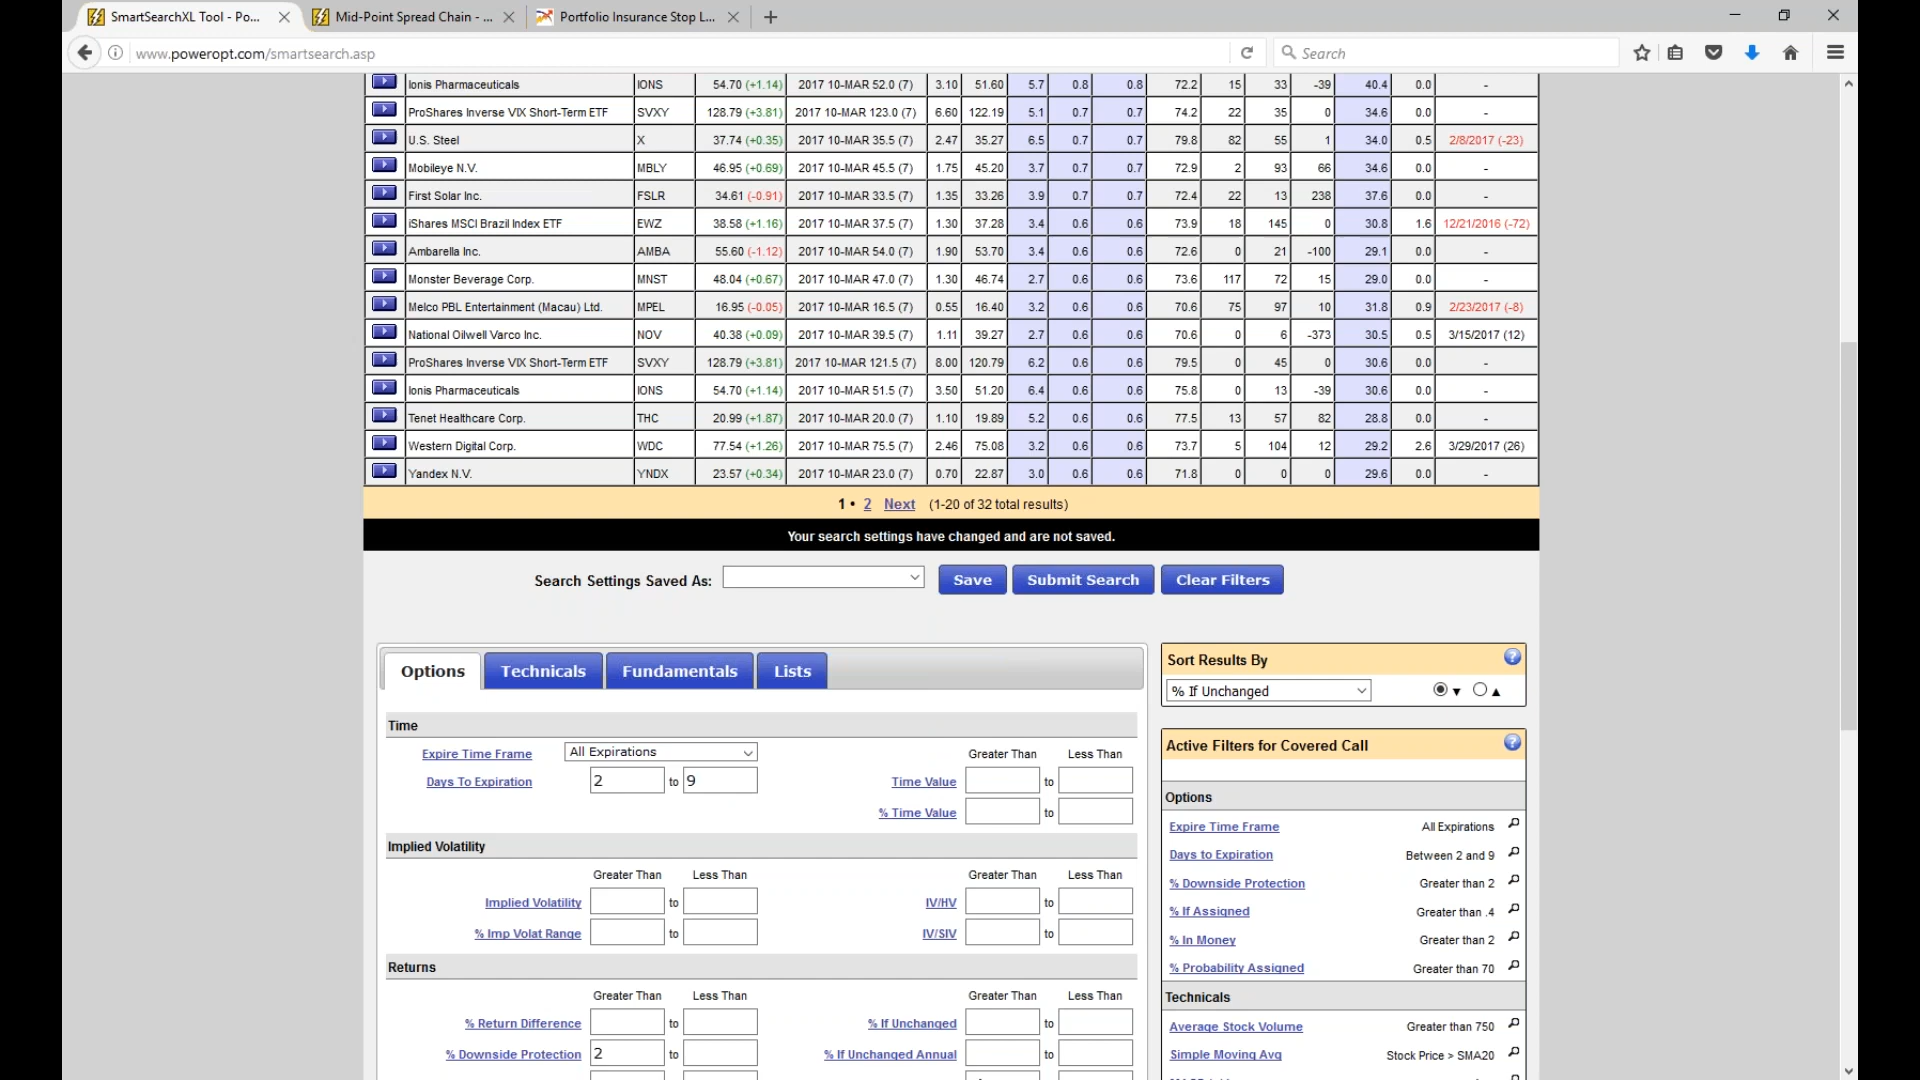 SmartSearchXL Tool - Po...
Mid-Point Spread Chain - ...
Portfolio Insurance Stop L...
www.poweropt.com/smartsearch.asp
Search
Ionis Pharmaceuticals IONS 54.70 (+1.14) 2017 10-MAR 52.0 (7) 3.10 51.60 5.7 0.8 0.8 72.2 15 33 -39 40.4 0.0 -
ProShares Inverse VIX Short-Term ETF SVXY 128.79 (+3.81) 2017 10-MAR 123.0 (7) 6.60 122.19 5.1 0.7 0.7 74.2 22 35 0 34.6 0.0 -
U.S. Steel X 37.74 (+0.35) 2017 10-MAR 35.5 (7) 2.47 35.27 6.5 0.7 0.7 79.8 82 55 1 34.0 0.5 2/8/2017 (-23)
Mobileye N.V. MBLY 46.95 (+0.69) 2017 10-MAR 45.5 (7) 1.75 45.20 3.7 0.7 0.7 72.9 2 93 66 34.6 0.0 -
First Solar Inc. FSLR 34.61 (-0.91) 2017 10-MAR 33.5 (7) 1.35 33.26 3.9 0.7 0.7 72.4 22 13 238 37.6 0.0 -
iShares MSCI Brazil Index ETF EWZ 38.58 (+1.16) 2017 10-MAR 37.5 (7) 1.30 37.28 3.4 0.6 0.6 73.9 18 145 0 30.8 1.6 12/21/2016 (-72)
Ambarella Inc. AMBA 55.60 (-1.12) 2017 10-MAR 54.0 (7) 1.90 53.70 3.4 0.6 0.6 72.6 0 21 -100 29.1 0.0 -
Monster Beverage Corp. MNST 48.04 (+0.67) 2017 10-MAR 47.0 (7) 1.30 46.74 2.7 0.6 0.6 73.6 117 72 15 29.0 0.0 -
Melco PBL Entertainment (Macau) Ltd. MPEL 16.95 (-0.05) 2017 10-MAR 16.5 (7) 0.55 16.40 3.2 0.6 0.6 70.6 75 97 10 31.8 0.9 2/23/2017 (-8)
National Oilwell Varco Inc. NOV 40.38 (+0.09) 2017 10-MAR 39.5 (7) 1.11 39.27 2.7 0.6 0.6 70.6 0 6 -373 30.5 0.5 3/15/2017 (12)
ProShares Inverse VIX Short-Term ETF SVXY 128.79 (+3.81) 2017 10-MAR 121.5 (7) 8.00 120.79 6.2 0.6 0.6 79.5 0 45 0 30.6 0.0 -
Ionis Pharmaceuticals IONS 54.70 (+1.14) 2017 10-MAR 51.5 (7) 3.50 51.20 6.4 0.6 0.6 75.8 0 13 -39 30.6 0.0 -
Tenet Healthcare Corp. THC 20.99 (+1.87) 2017 10-MAR 20.0 (7) 1.10 19.89 5.2 0.6 0.6 77.5 13 57 82 28.8 0.0 -
Western Digital Corp. WDC 77.54 (+1.26) 2017 10-MAR 75.5 (7) 2.46 75.08 3.2 0.6 0.6 73.7 5 104 12 29.2 2.6 3/29/2017 (26)
Yandex N.V. YNDX 23.57 (+0.34) 2017 10-MAR 23.0 (7) 0.70 22.87 3.0 0.6 0.6 71.8 0 0 0 29.6 0.0 -
1 • 2 Next (1-20 of 32 total results)
Your search settings have changed and are not saved.
Search Settings Saved As: Save Submit Search Clear Filters
Options Technicals Fundamentals Lists
Time
Expire Time Frame All Expirations Greater Than Less Than
Days To Expiration 2 to 9 Time Value to
% Time Value to
Implied Volatility
Greater Than Less Than Greater Than Less Than
Implied Volatility to IV/HV to
% Imp Volat Range to IV/SIV to
Returns
Greater Than Less Than Greater Than Less Than
% Return Difference to % If Unchanged to
% Downside Protection 2 to % If Unchanged Annual to
Sort Results By
% If Unchanged ▼ ▲
Active Filters for Covered Call
Options
Expire Time Frame All Expirations
Days to Expiration Between 2 and 9
% Downside Protection Greater than 2
% If Assigned Greater than .4
% In Money Greater than 2
% Probability Assigned Greater than 70
Technicals
Average Stock Volume Greater than 750
Simple Moving Avg Stock Price > SMA20